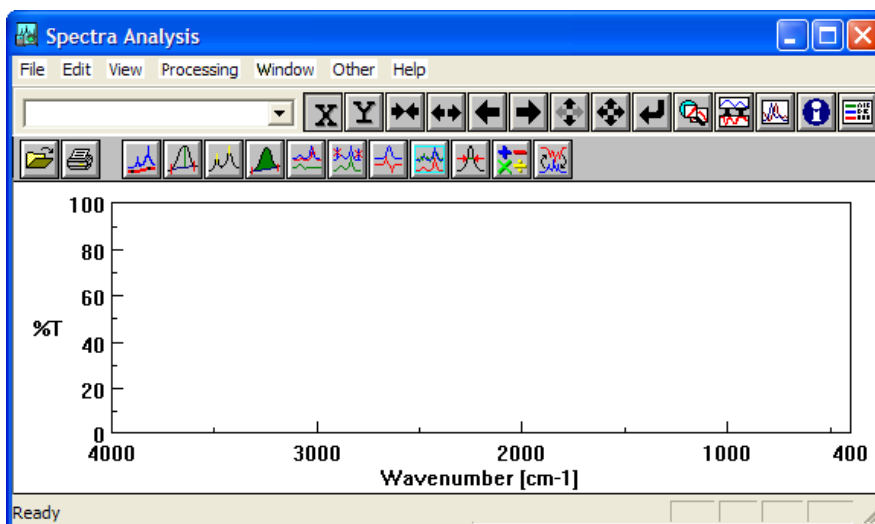 Spectra Analysis
File Edit View Processing Window Other Help
X Y
100
80
60
%T
40
20
0
4000 3000 2000 1000 400
Wavenumber [cm-1]
Ready